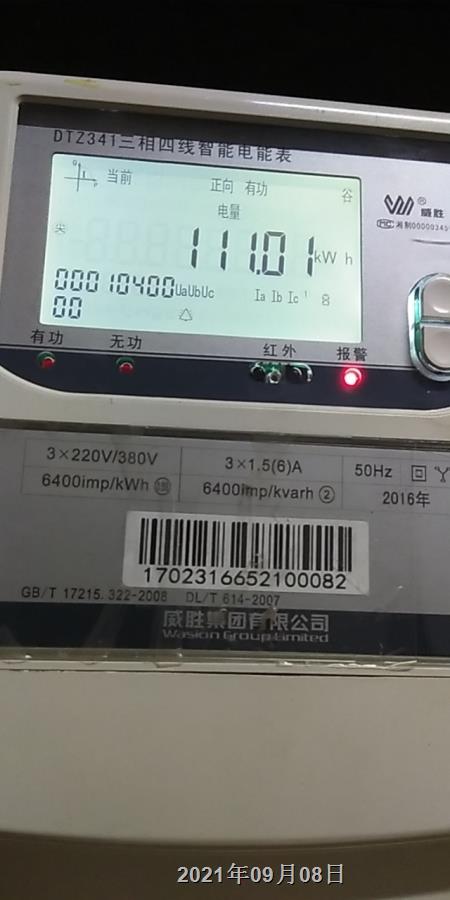 DTZ341三相四线智能电能表
当前 正向 有功 谷
电量
尖 111.01 kWh
威胜
00010400 UaUbUc Ia Ib Ic
00
有功 无功 红外 报警
3×220V/380V 3×1.5(6)A 50Hz
6400imp/kWh 6400imp/kvarh ② 2016年
1702316652100082
GB/T 17215.322-2008 DL/T 614-2007
威胜集团有限公司
Wasion Group Limited
2021年09月08日